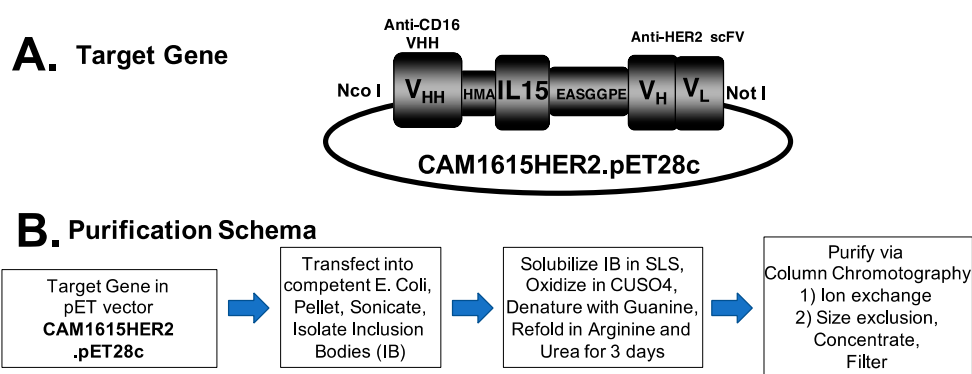 A. Target Gene
Anti-CD16
VHH
Anti-HER2 scFV
Nco I
VHH
HMA
IL15
EASGGPE
VH
VL
Not I
CAM1615HER2.pET28c
B. Purification Schema
Target Gene in
pET vector
CAM1615HER2
.pET28c
Transfect into
competent E. Coli,
Pellet, Sonicate,
Isolate Inclusion
Bodies (IB)
Solubilize IB in SLS,
Oxidize in CUSO4,
Denature with Guanine,
Refold in Arginine and
Urea for 3 days
Purify via
Column Chromotography
1) Ion exchange
2) Size exclusion,
Concentrate,
Filter